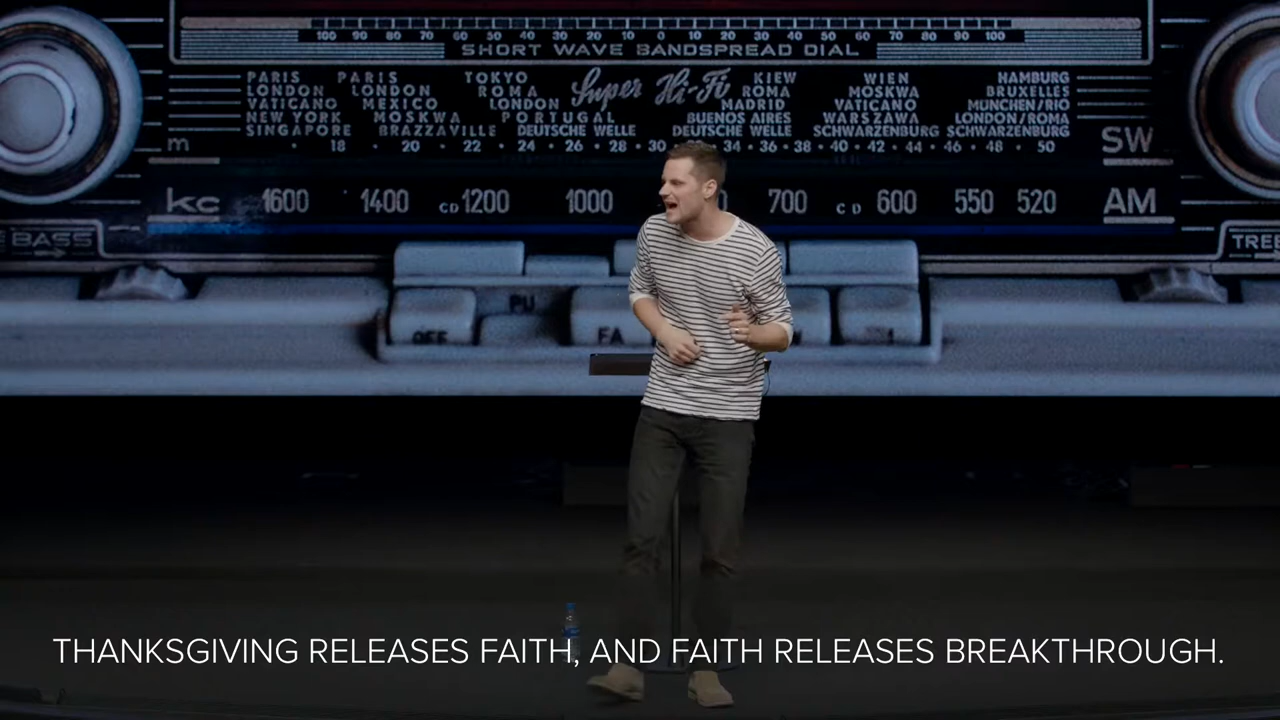 100 90 80 70 60 50 40 30 20 10 0 10 20 30 40 50 60 70 80 90 100
SHORT WAVE BANDSPREAD DIAL
PARIS PARIS TOKYO Super Hi-Fi KIEW WIEN HAMBURG
LONDON LONDON ROMA ROMA MOSKWA BRUXELLES
VATICANO MEXICO LONDON MADRID VATICANO MÜNCHEN/RIO
NEW YORK MOSKWA PORTUGAL BUENOS AIRES WARSZAWA LONDON/ROMA
SINGAPORE BRAZZAVILLE DEUTSCHE WELLE DEUTSCHE WELLE SCHWARZENBURG SCHWARZENBURG
m 18 20 22 24 26 28 30 34 36 38 40 42 44 46 48 50 SW
kc 1600 1400 CD 1200 1000 700 CD 600 550 520 AM
BASS TREB
PU
OFF FA
THANKSGIVING RELEASES FAITH, AND FAITH RELEASES BREAKTHROUGH.